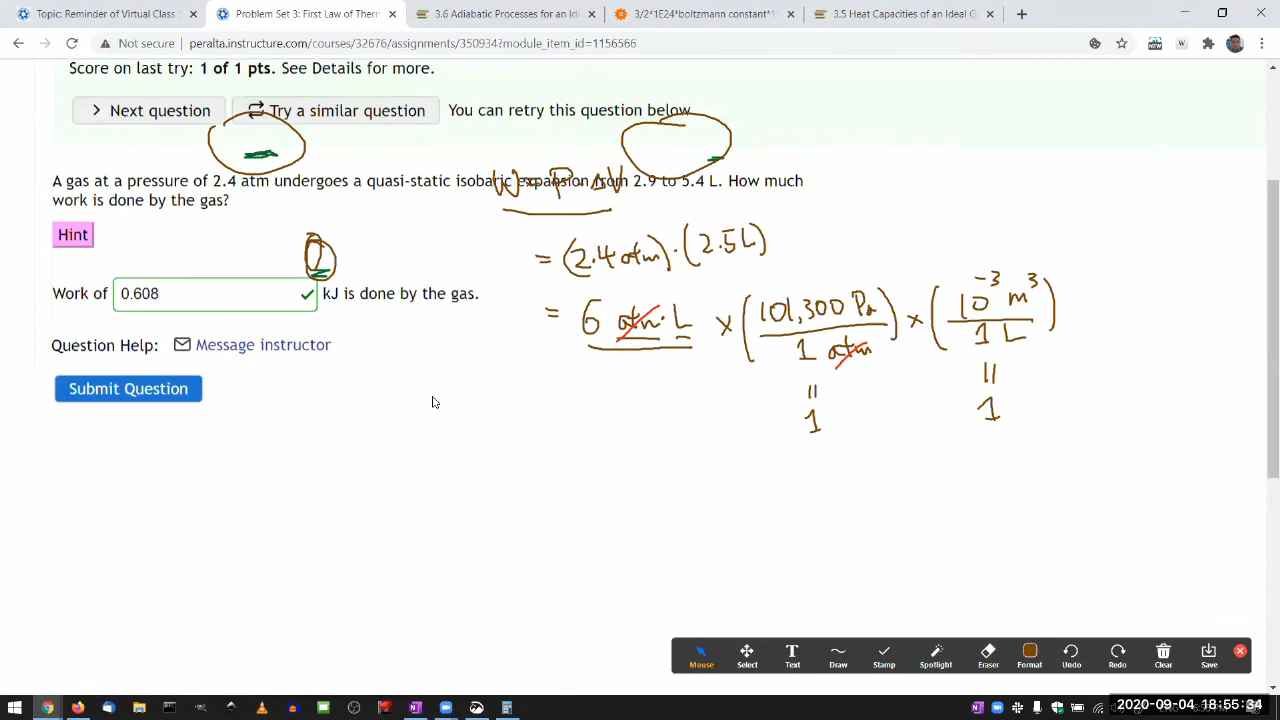 Topic: Reminder of Virtual Class S
Problem Set 3: First Law of Therm
3.6 Adiabatic Processes for an Ide
3/2*1E24*boltzmann constant*1
3.5 Heat Capacities of an Ideal G
Not secure | peralta.instructure.com/courses/32676/assignments/350934?module_item_id=1156566
Score on last try: 1 of 1 pts. See Details for more.
> Next question
Try a similar question
You can retry this question below
A gas at a pressure of 2.4 atm undergoes a quasi-static isobaric expansion from 2.9 to 5.4 L. How much
work is done by the gas?
W = P · ΔV
Hint
= (2.4 atm) · (2.5 L)
Work of 0.608 kJ is done by the gas.
= 6 atm · L × (101,300 Pa / 1 atm) × (10⁻³ m³ / 1 L)
= 1
= 1
Question Help: Message instructor
Submit Question
Mouse Select Text Draw Stamp Spotlight Eraser Format Undo Redo Clear Save
2020-09-04 18:55:34